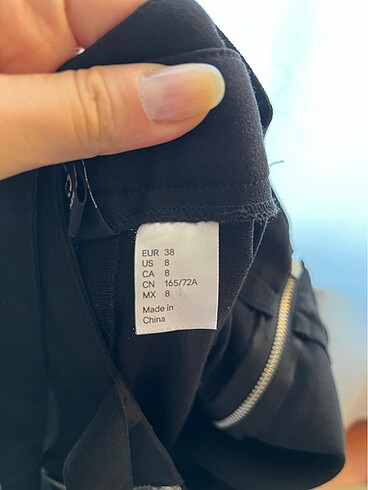 EUR 38
US 8
CA 8
CN 165/72A
MX 8
Made in
China